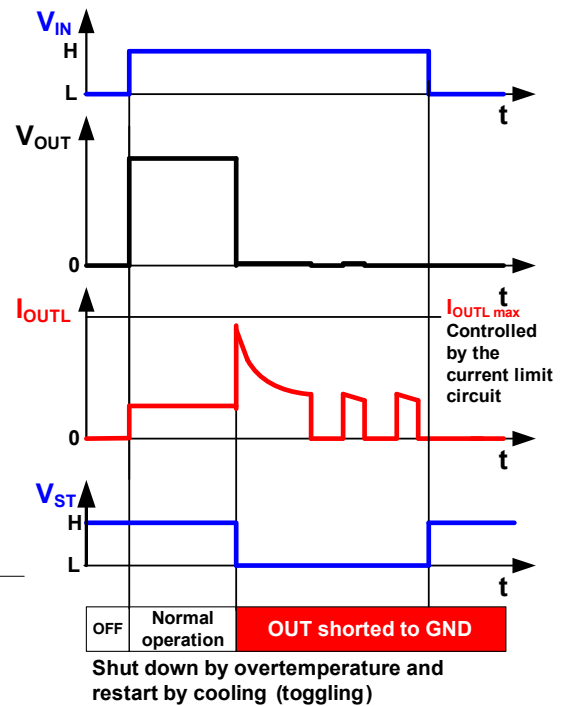 VIN
H
L
t
VOUT
0
t
IOUTL
IOUTL max
Controlled
by the
current limit
circuit
0
t
VST
H
L
t
OFF
Normal
operation
OUT shorted to GND
Shut down by overtemperature and
restart by cooling (toggling)